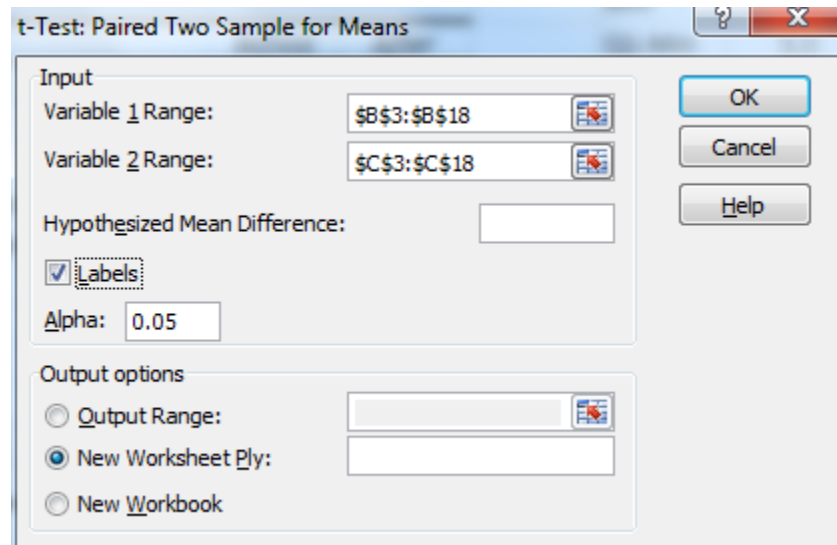 t-Test: Paired Two Sample for Means
?
X
Input
Variable 1 Range:
$B$3:$B$18
OK
Variable 2 Range:
$C$3:$C$18
Cancel
Hypothesized Mean Difference:
Help
Labels
Alpha: 0.05
Output options
Output Range:
New Worksheet Ply:
New Workbook